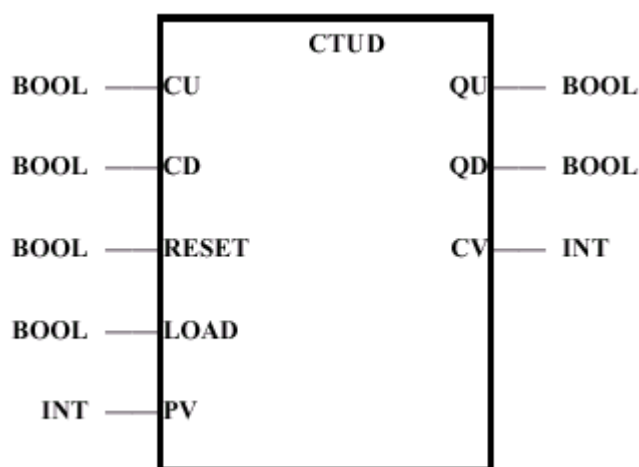 CTUD
BOOL CU QU BOOL
BOOL CD QD BOOL
BOOL RESET CV INT
BOOL LOAD
INT PV